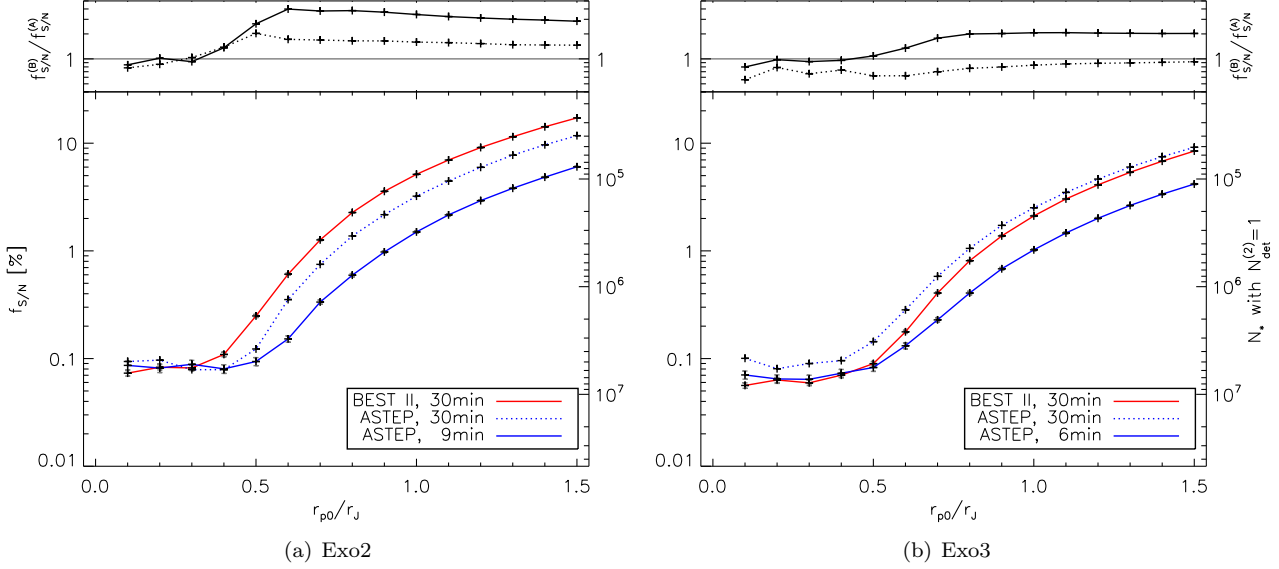 f(B)S/N / f(A)S/N
1
1
f(B)S/N / f(A)S/N
1
1
fS/N [%]
10
1
0.1
0.01
10^5
10^6
10^7
BEST II, 30min
ASTEP, 30min
ASTEP, 9min
0.0 0.5 1.0 1.5
rp0/rJ
(a) Exo2
10
1
0.1
0.01
10^5
10^6
10^7
N* with N(2)det=1
BEST II, 30min
ASTEP, 30min
ASTEP, 6min
0.0 0.5 1.0 1.5
rp0/rJ
(b) Exo3